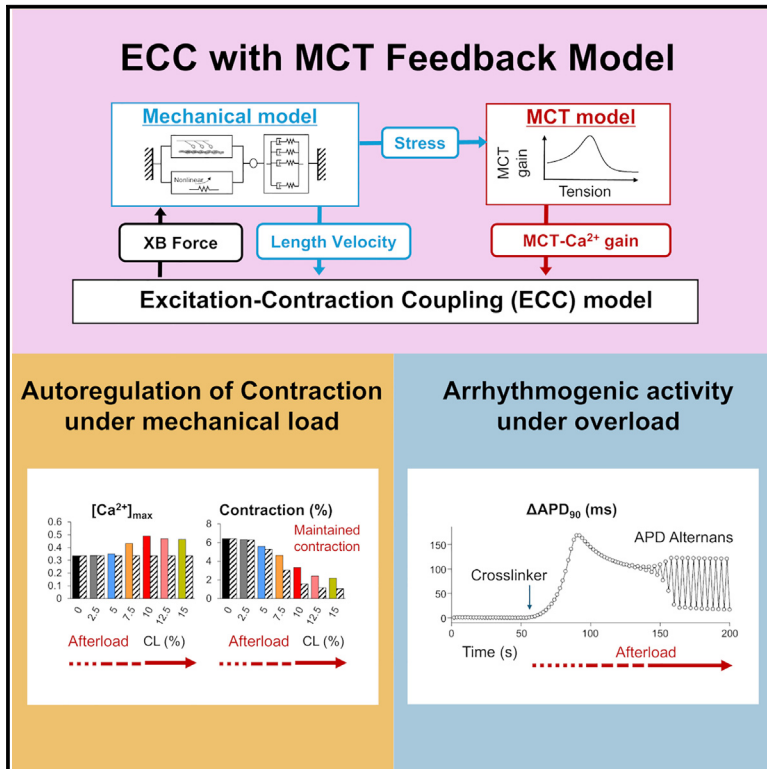 ECC with MCT Feedback Model
Mechanical model
Nonlinear
Stress
MCT model
MCT
gain
Tension
XB Force
Length Velocity
MCT-Ca²⁺ gain
Excitation-Contraction Coupling (ECC) model
Autoregulation of Contraction
under mechanical load
[Ca²⁺]max
0.6
0.5
0.4
0.3
0.2
0.1
0
0
2.5
5
7.5
10
12.5
15
Contraction (%)
Maintained
contraction
8
6
4
2
0
0
2.5
5
7.5
10
12.5
15
Afterload
CL (%)
Arrhythmogenic activity
under overload
ΔAPD90 (ms)
APD Alternans
Crosslinker
150
100
50
0
0
50
100
150
200
Time (s)
Afterload